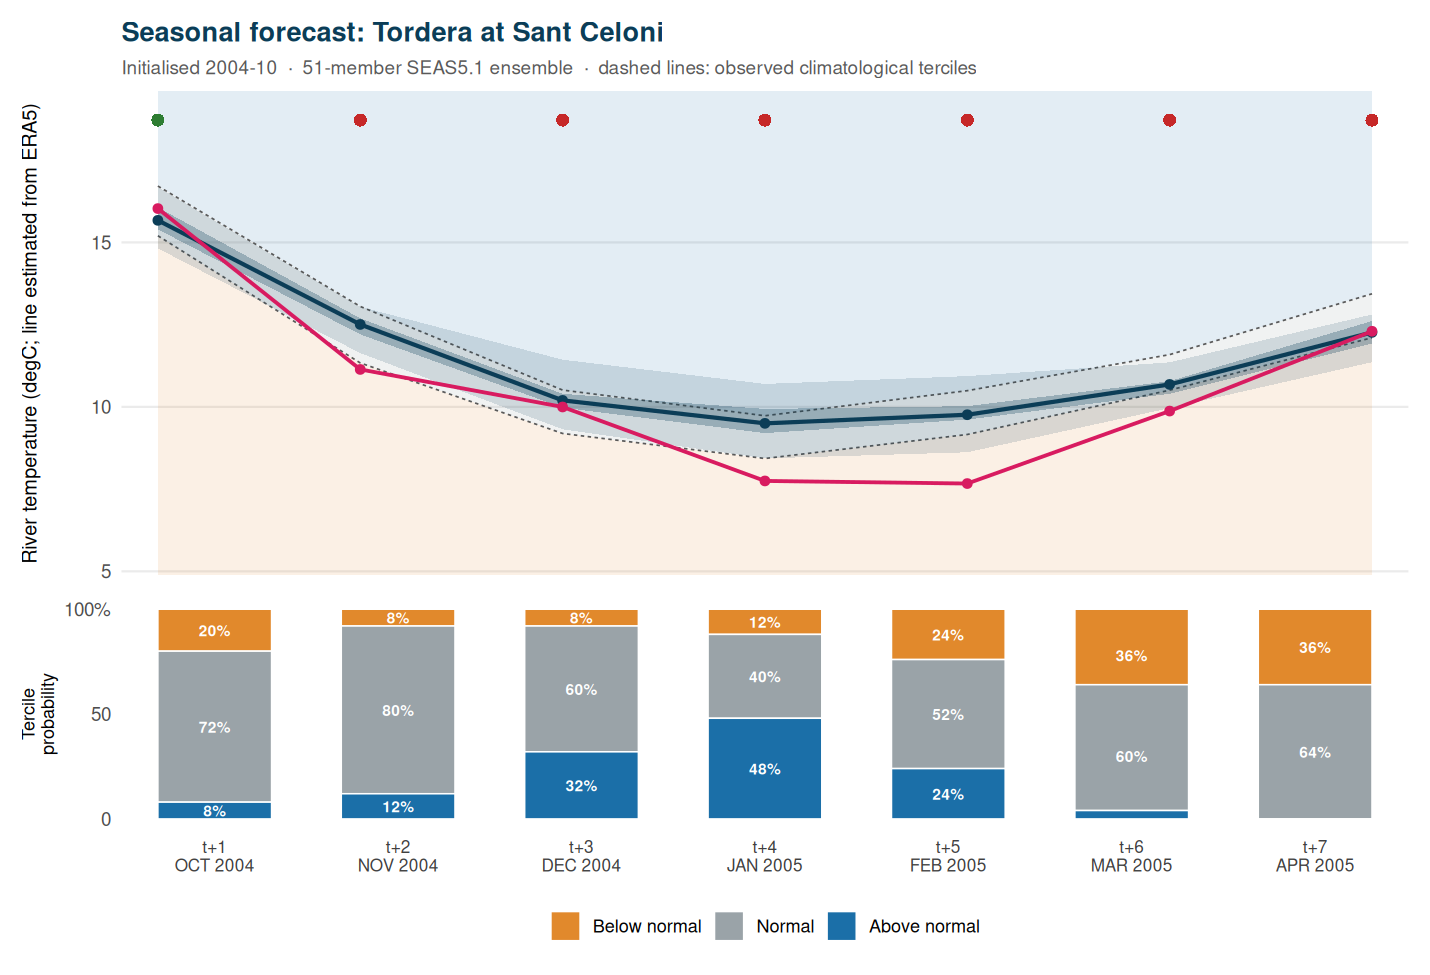 Seasonal forecast: Tordera at Sant Celoni
Initialised 2004-10 · 51-member SEAS5.1 ensemble · dashed lines: observed climatological terciles
River temperature (degC; line estimated from ERA5)
15
10
5
Tercile
probability
100%
50
0
20% 8% 8% 12% 24% 36% 36%
72% 80% 60% 40% 52% 60% 64%
8% 12% 32% 48% 24%
t+1 t+2 t+3 t+4 t+5 t+6 t+7
OCT 2004 NOV 2004 DEC 2004 JAN 2005 FEB 2005 MAR 2005 APR 2005
Below normal Normal Above normal